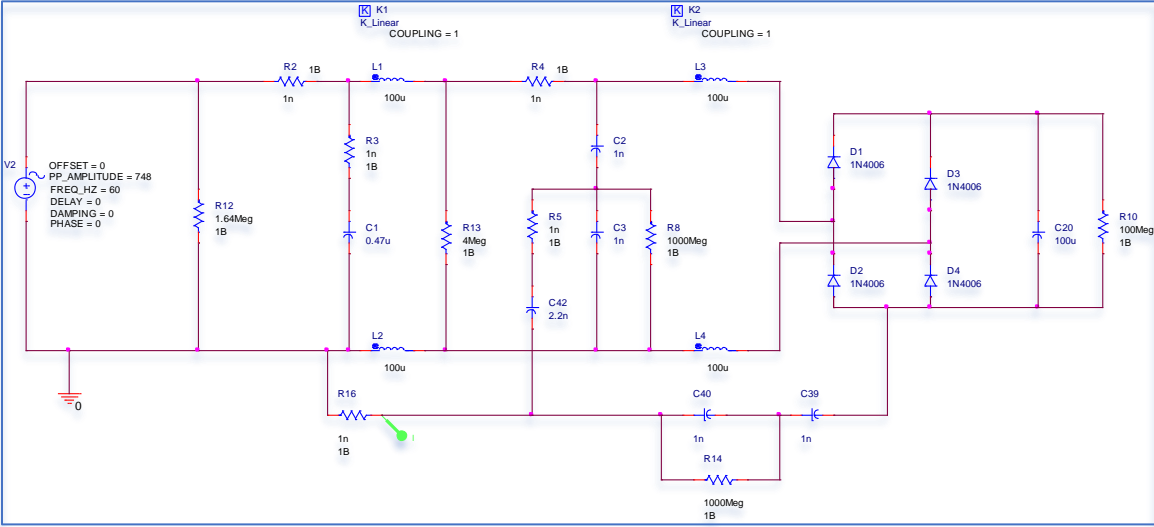 K K1
K_Linear
COUPLING = 1
K K2
K_Linear
COUPLING = 1
R2
1B
1n
L1
100u
R4
1B
1n
L3
100u
V2
OFFSET = 0
PP_AMPLITUDE = 748
FREQ_HZ = 60
DELAY = 0
DAMPING = 0
PHASE = 0
R12
1.64Meg
1B
R3
1n
1B
C1
0.47u
R13
4Meg
1B
C2
1n
R5
1n
1B
C3
1n
R8
1000Meg
1B
C42
2.2n
D1
1N4006
D3
1N4006
D2
1N4006
D4
1N4006
C20
100u
R10
100Meg
1B
L2
100u
L4
100u
0
R16
1n
1B
I
C40
1n
C39
1n
R14
1000Meg
1B